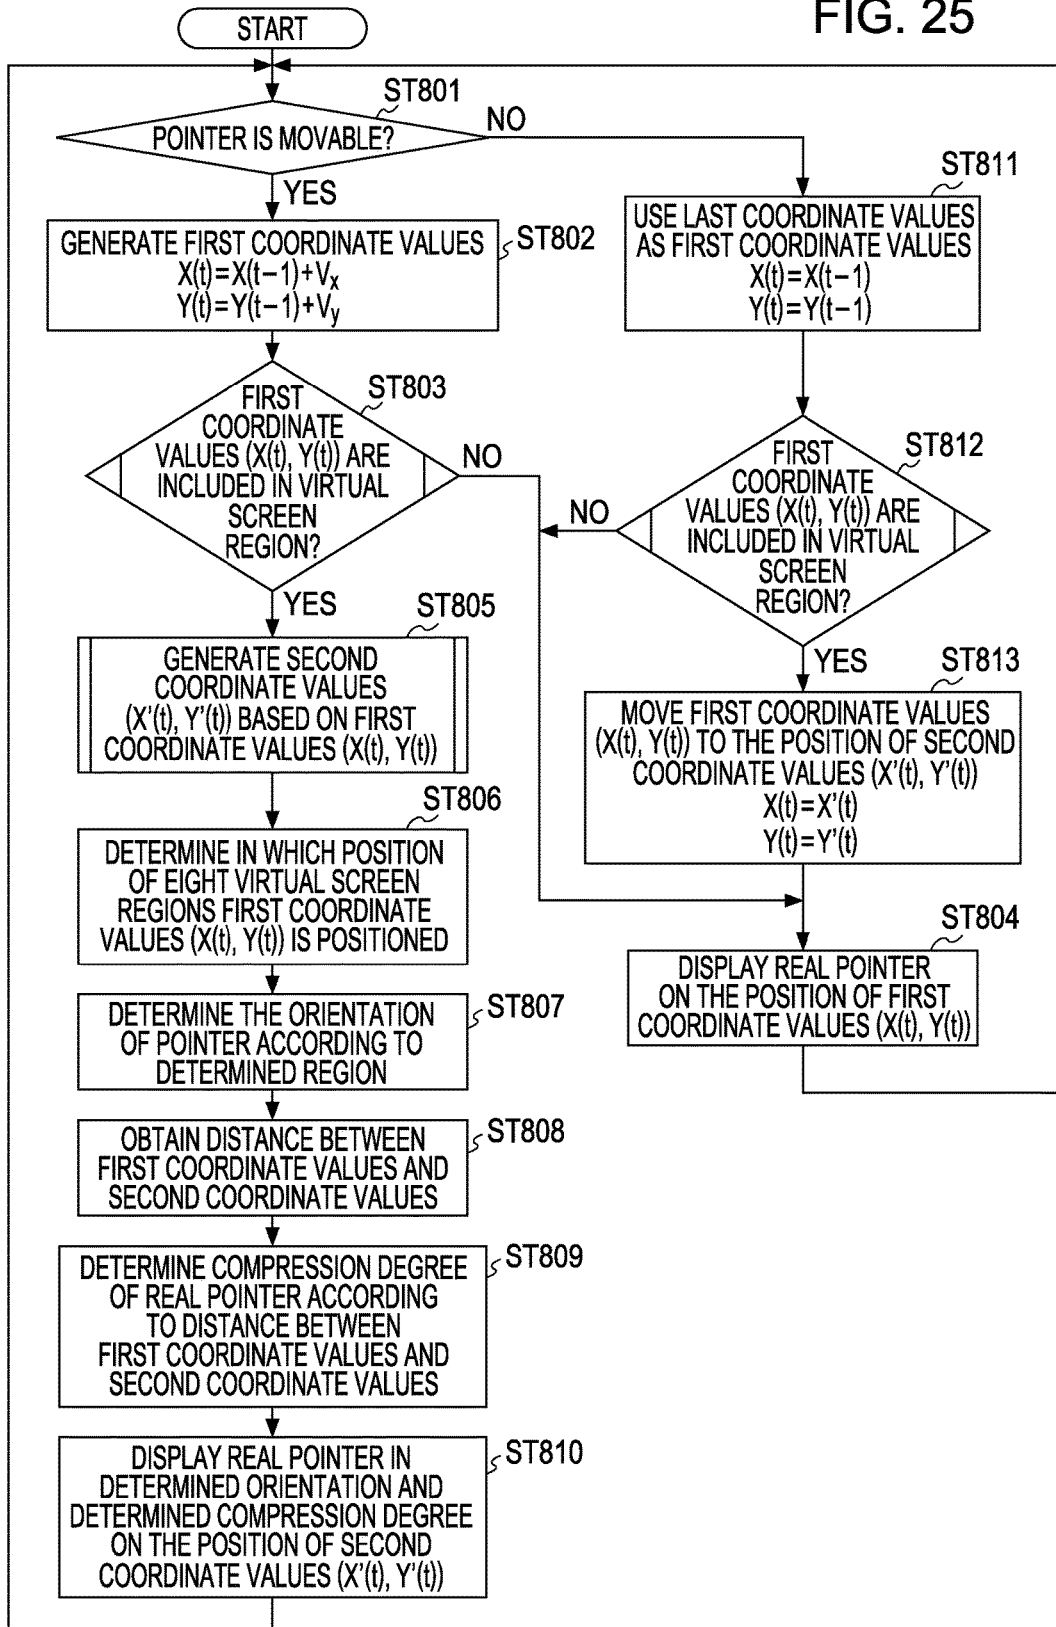 FIG. 25
START
ST801
POINTER IS MOVABLE?
NO
YES
ST802
GENERATE FIRST COORDINATE VALUES
X(t)=X(t−1)+Vx
Y(t)=Y(t−1)+Vy
ST803
FIRST
COORDINATE
VALUES (X(t), Y(t)) ARE
INCLUDED IN VIRTUAL
SCREEN
REGION?
NO
YES
ST805
GENERATE SECOND
COORDINATE VALUES
(X'(t), Y'(t)) BASED ON FIRST
COORDINATE VALUES (X(t), Y(t))
ST806
DETERMINE IN WHICH POSITION
OF EIGHT VIRTUAL SCREEN
REGIONS FIRST COORDINATE
VALUES (X(t), Y(t)) IS POSITIONED
ST807
DETERMINE THE ORIENTATION
OF POINTER ACCORDING TO
DETERMINED REGION
ST808
OBTAIN DISTANCE BETWEEN
FIRST COORDINATE VALUES AND
SECOND COORDINATE VALUES
ST809
DETERMINE COMPRESSION DEGREE
OF REAL POINTER ACCORDING
TO DISTANCE BETWEEN
FIRST COORDINATE VALUES AND
SECOND COORDINATE VALUES
ST810
DISPLAY REAL POINTER IN
DETERMINED ORIENTATION AND
DETERMINED COMPRESSION DEGREE
ON THE POSITION OF SECOND
COORDINATE VALUES (X'(t), Y'(t))
ST811
USE LAST COORDINATE VALUES
AS FIRST COORDINATE VALUES
X(t)=X(t−1)
Y(t)=Y(t−1)
ST812
FIRST
COORDINATE
VALUES (X(t), Y(t)) ARE
INCLUDED IN VIRTUAL
SCREEN
REGION?
NO
YES
ST813
MOVE FIRST COORDINATE VALUES
(X(t), Y(t)) TO THE POSITION OF SECOND
COORDINATE VALUES (X'(t), Y'(t))
X(t)=X'(t)
Y(t)=Y'(t)
ST804
DISPLAY REAL POINTER
ON THE POSITION OF FIRST
COORDINATE VALUES (X(t), Y(t))